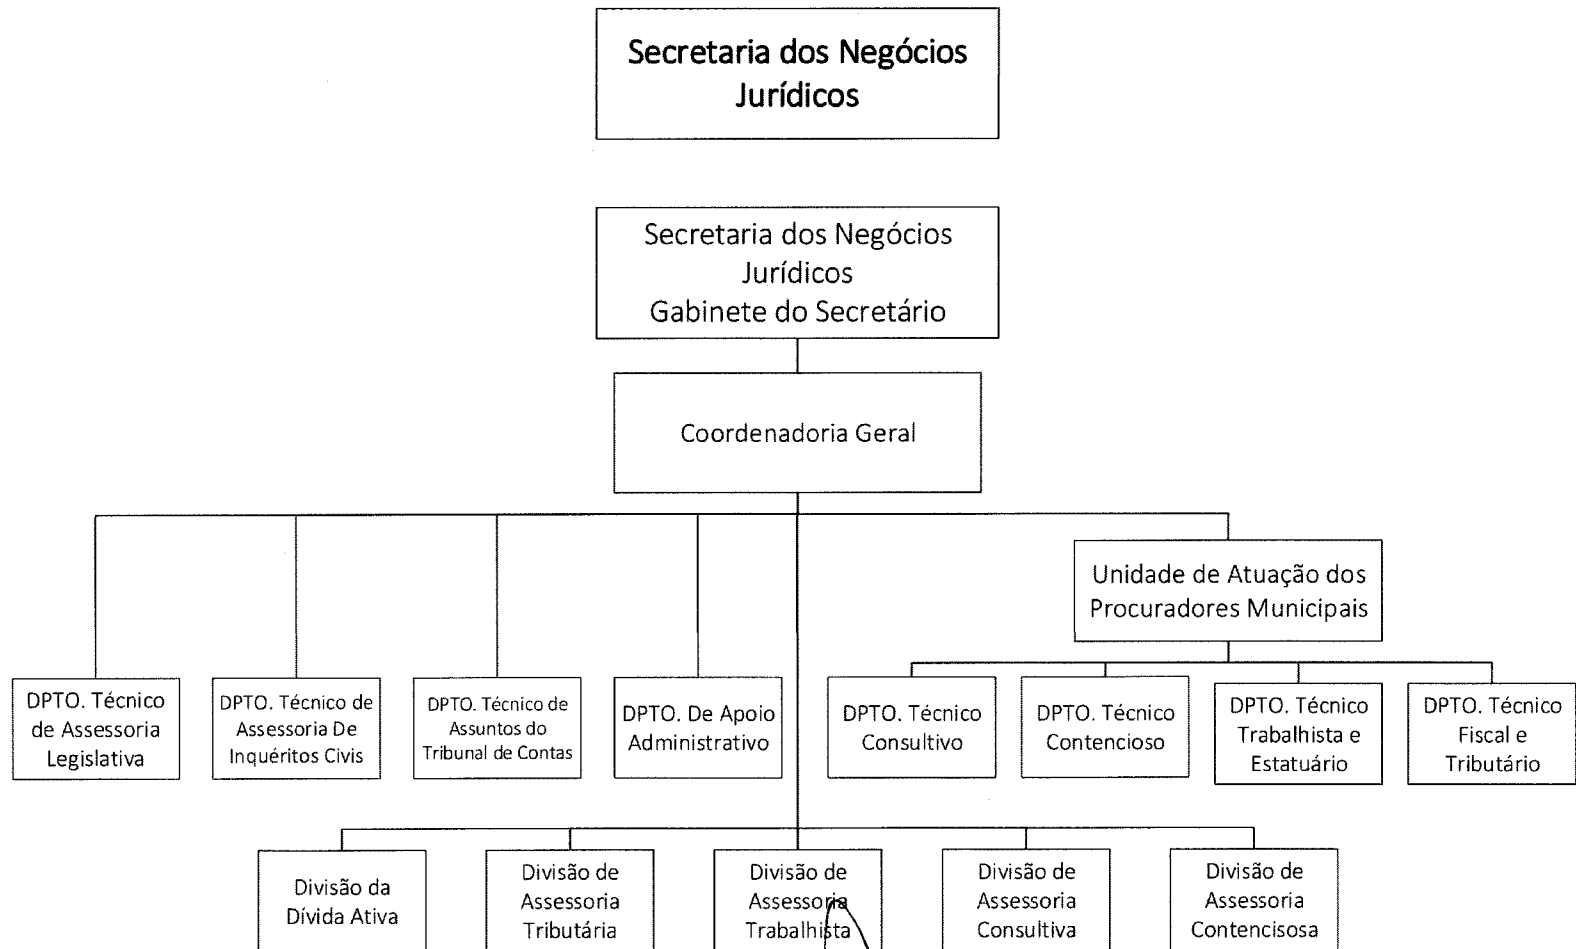 Secretaria dos Negócios
Jurídicos
Secretaria dos Negócios
Jurídicos
Gabinete do Secretário
Coordenadoria Geral
Unidade de Atuação dos
Procuradores Municipais
DPTO. Técnico
de Assessoria
Legislativa
DPTO. Técnico de
Assessoria De
Inquéritos Civis
DPTO. Técnico de
Assuntos do
Tribunal de Contas
DPTO. De Apoio
Administrativo
DPTO. Técnico
Consultivo
DPTO. Técnico
Contencioso
DPTO. Técnico
Trabalhista e
Estatuário
DPTO. Técnico
Fiscal e
Tributário
Divisão da
Dívida Ativa
Divisão de
Assessoria
Tributária
Divisão de
Assessoria
Trabalhista
Divisão de
Assessoria
Consultiva
Divisão de
Assessoria
Contencisosa